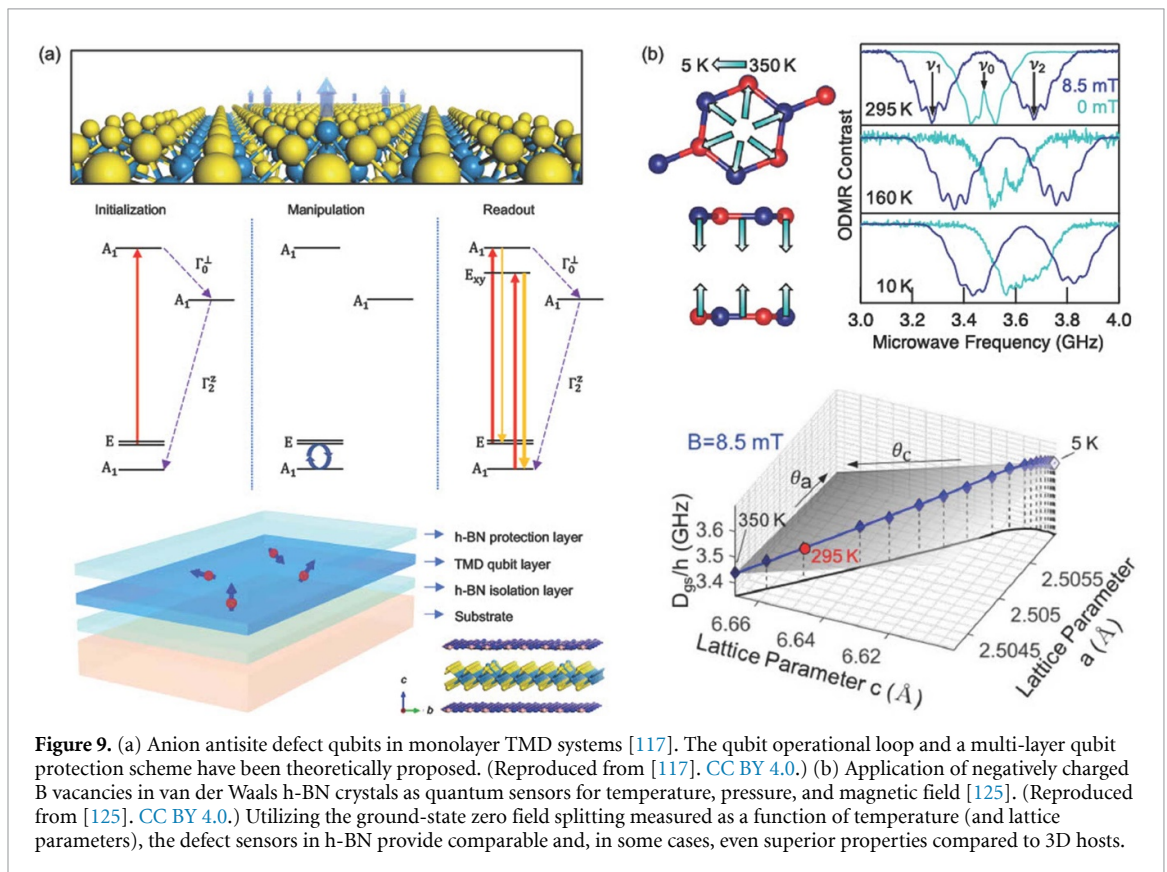 (a)
Initialization
Manipulation
Readout
A₁
Γ₀⊥
A₁
Γ₂ᶻ
E
A₁
A₁
A₁
E
A₁
A₁
E_xy
Γ₀⊥
A₁
Γ₂ᶻ
E
A₁
h-BN protection layer
TMD qubit layer
h-BN isolation layer
Substrate
c
b
(b)
5 K 350 K
ν₁ ν₀ ν₂
8.5 mT
0 mT
295 K
160 K
10 K
ODMR Contrast
3.0 3.2 3.4 3.6 3.8 4.0
Microwave Frequency (GHz)
B=8.5 mT
θc
θa
5 K
350 K
295 K
D_gs/h (GHz)
3.6
3.5
3.4
6.66
6.64
6.62
Lattice Parameter c (Å)
2.5055
2.505
2.5045
Lattice Parameter
a (Å)
Figure 9. (a) Anion antisite defect qubits in monolayer TMD systems [117]. The qubit operational loop and a multi-layer qubit
protection scheme have been theoretically proposed. (Reproduced from [117]. CC BY 4.0.) (b) Application of negatively charged
B vacancies in van der Waals h-BN crystals as quantum sensors for temperature, pressure, and magnetic field [125]. (Reproduced
from [125]. CC BY 4.0.) Utilizing the ground-state zero field splitting measured as a function of temperature (and lattice
parameters), the defect sensors in h-BN provide comparable and, in some cases, even superior properties compared to 3D hosts.